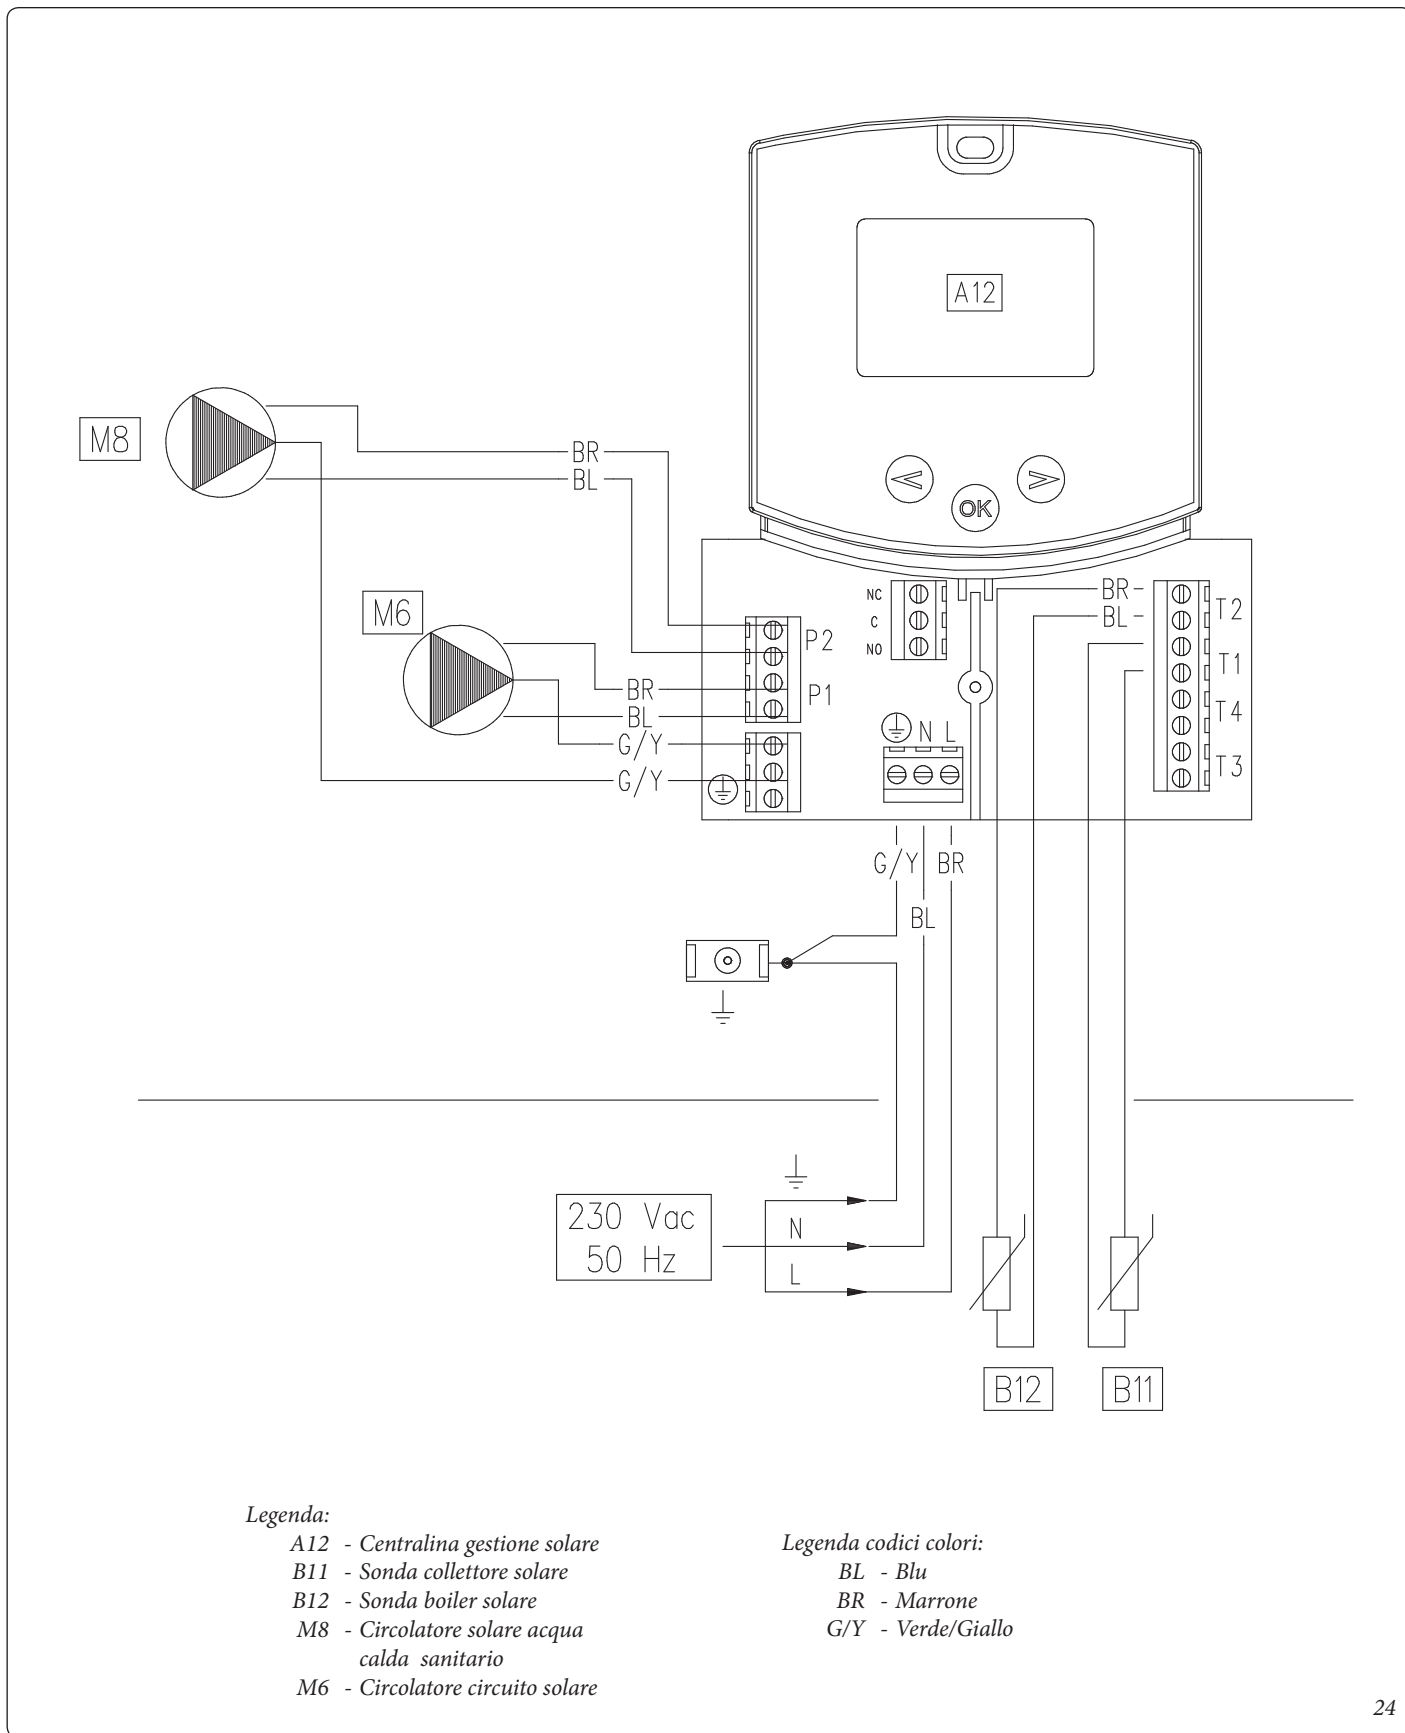 A12
M8
BR
BL
OK
M6
NC
C
NO
BR
BL
T2
T1
T4
T3
P2
P1
BR
BL
G/Y
G/Y
N L
G/Y BR
BL
230 Vac
50 Hz
N
L
B12
B11
Legenda:
A12 - Centralina gestione solare
B11 - Sonda collettore solare
B12 - Sonda boiler solare
M8 - Circolatore solare acqua
calda sanitario
M6 - Circolatore circuito solare
Legenda codici colori:
BL - Blu
BR - Marrone
G/Y - Verde/Giallo
24